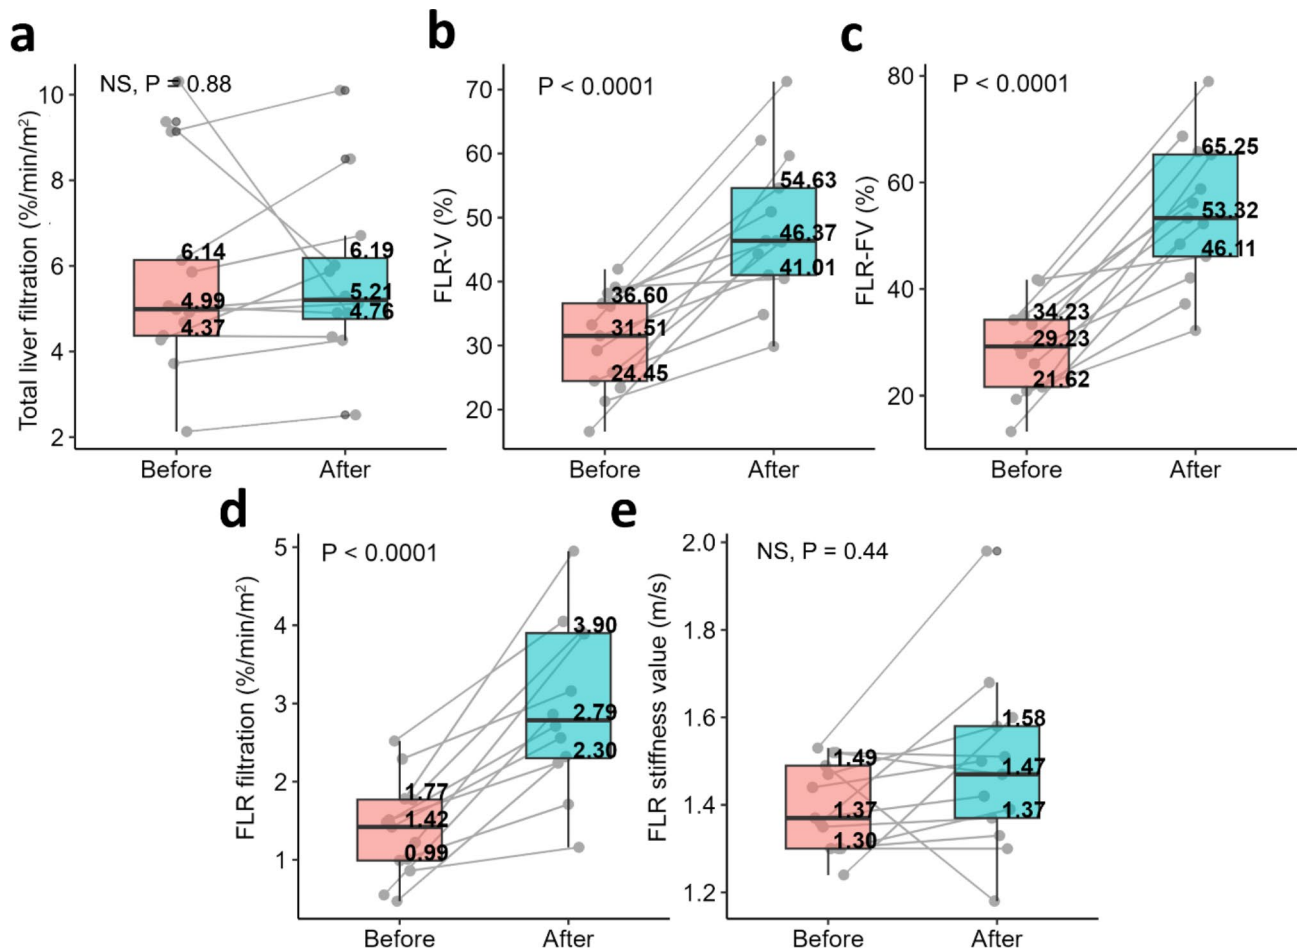 a
NS, P = 0.88
Total liver filtration (%/min/m²)
10
8
6
4
2
6.14
4.99
4.37
6.19
5.21
4.76
Before
After
b
P < 0.0001
FLR-V (%)
70
60
50
40
30
20
36.60
31.51
24.45
54.63
46.37
41.01
Before
After
c
P < 0.0001
FLR-FV (%)
80
60
40
20
34.23
29.23
21.62
65.25
53.32
46.11
Before
After
d
P < 0.0001
FLR filtration (%/min/m²)
5
4
3
2
1
1.77
1.42
0.99
3.90
2.79
2.30
Before
After
e
NS, P = 0.44
FLR stiffness value (m/s)
2.0
1.8
1.6
1.4
1.2
1.49
1.37
1.30
1.58
1.47
1.37
Before
After